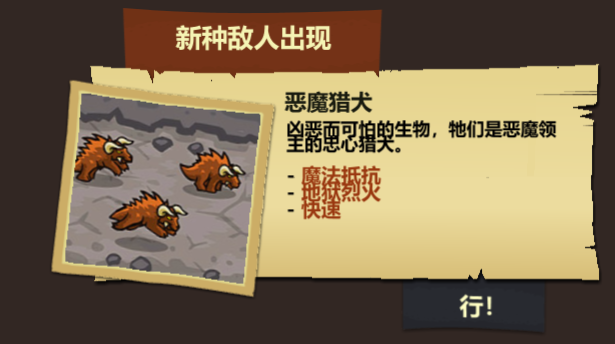 新种敌人出现
恶魔猎犬
凶恶而可怕的生物，牠们是恶魔领
主的忠心猎犬。
- 魔法抵抗
- 地狱烈火
- 快速
行！